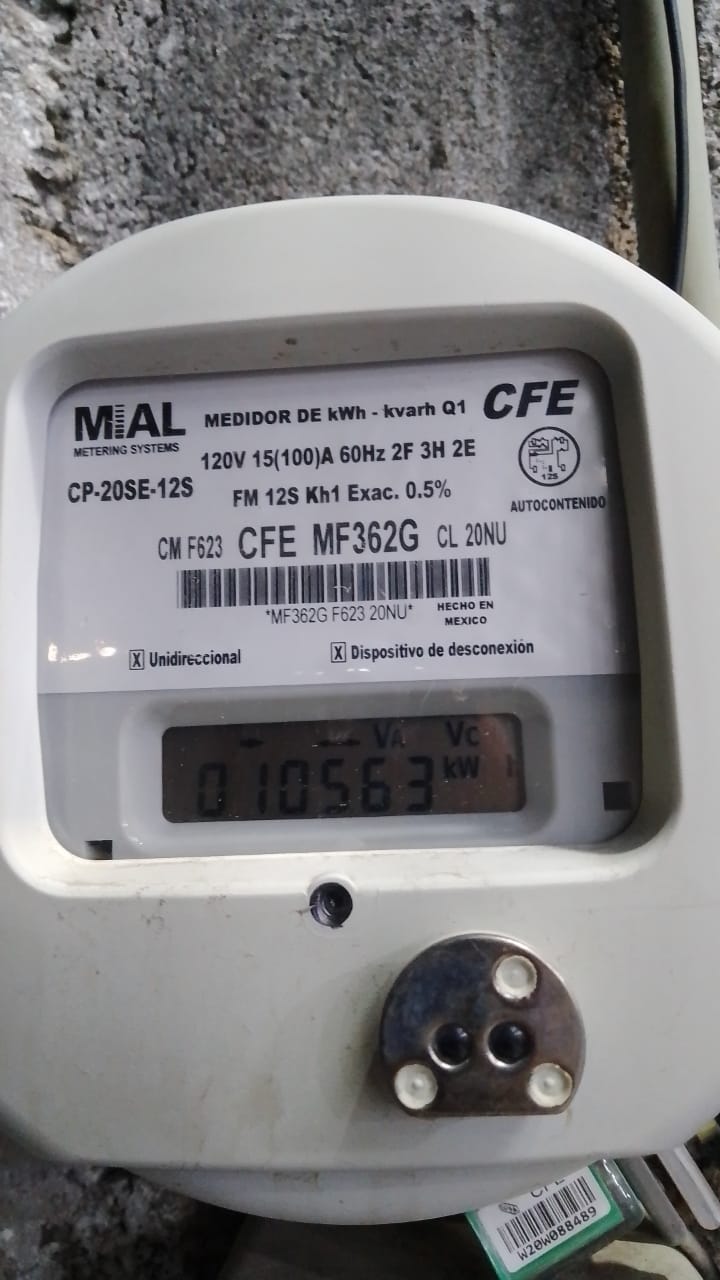 MIAL
METERING SYSTEMS
MEDIDOR DE kWh - kvarh Q1
CFE
120V 15(100)A 60Hz 2F 3H 2E
12S
CP-20SE-12S
FM 12S Kh1 Exac. 0.5%
AUTOCONTENIDO
CM F623 CFE MF362G CL 20NU
*MF362G F623 20NU*
HECHO EN
MEXICO
X Unidireccional
X Dispositivo de desconexión
VA VC
010563 kW h
CFE
W20W088489